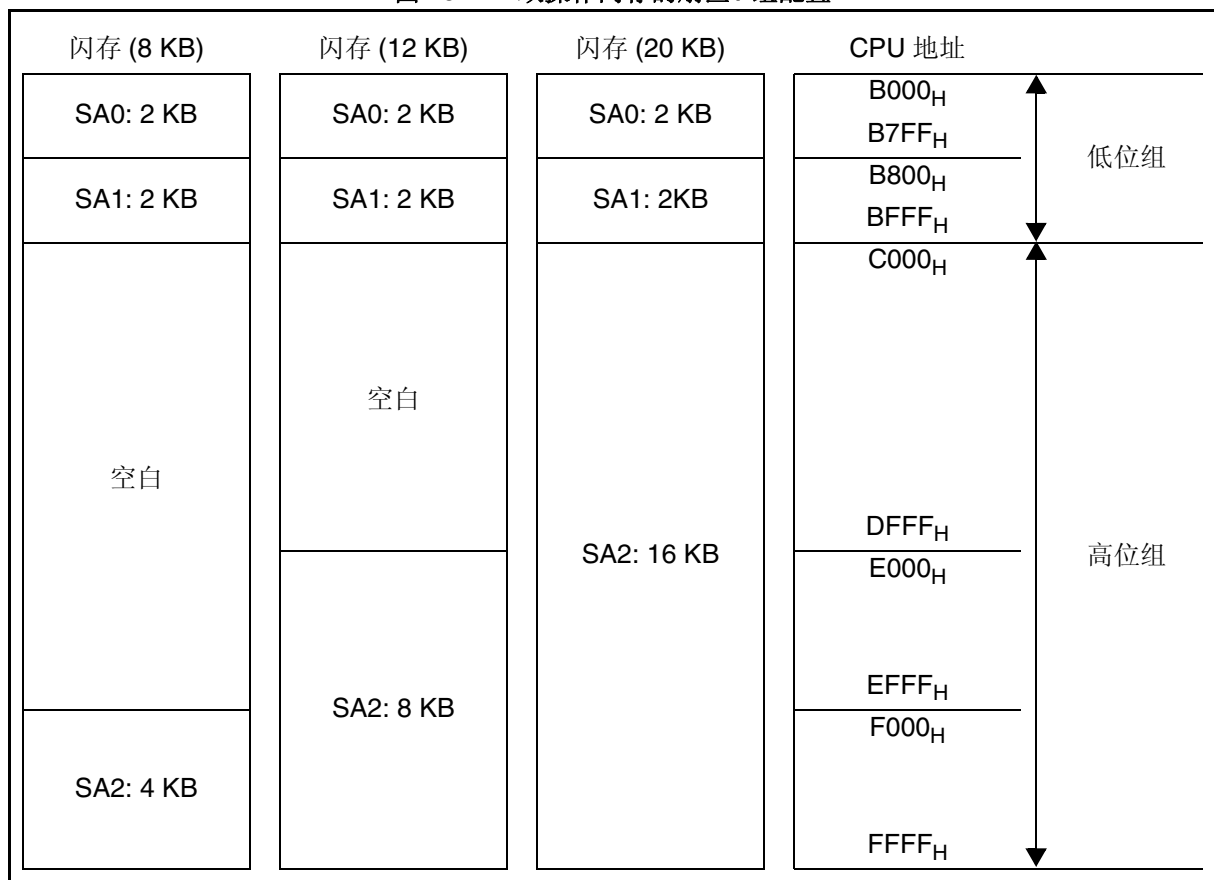 闪存 (8 KB) 闪存 (12 KB) 闪存 (20 KB) CPU 地址
SA0: 2 KB SA0: 2 KB SA0: 2 KB B000H
B7FFH
低位组
SA1: 2 KB SA1: 2 KB SA1: 2KB B800H
BFFFH
C000H
空白
空白
DFFFH
SA2: 16 KB 高位组
E000H
EFFFH
SA2: 8 KB
F000H
SA2: 4 KB
FFFFH